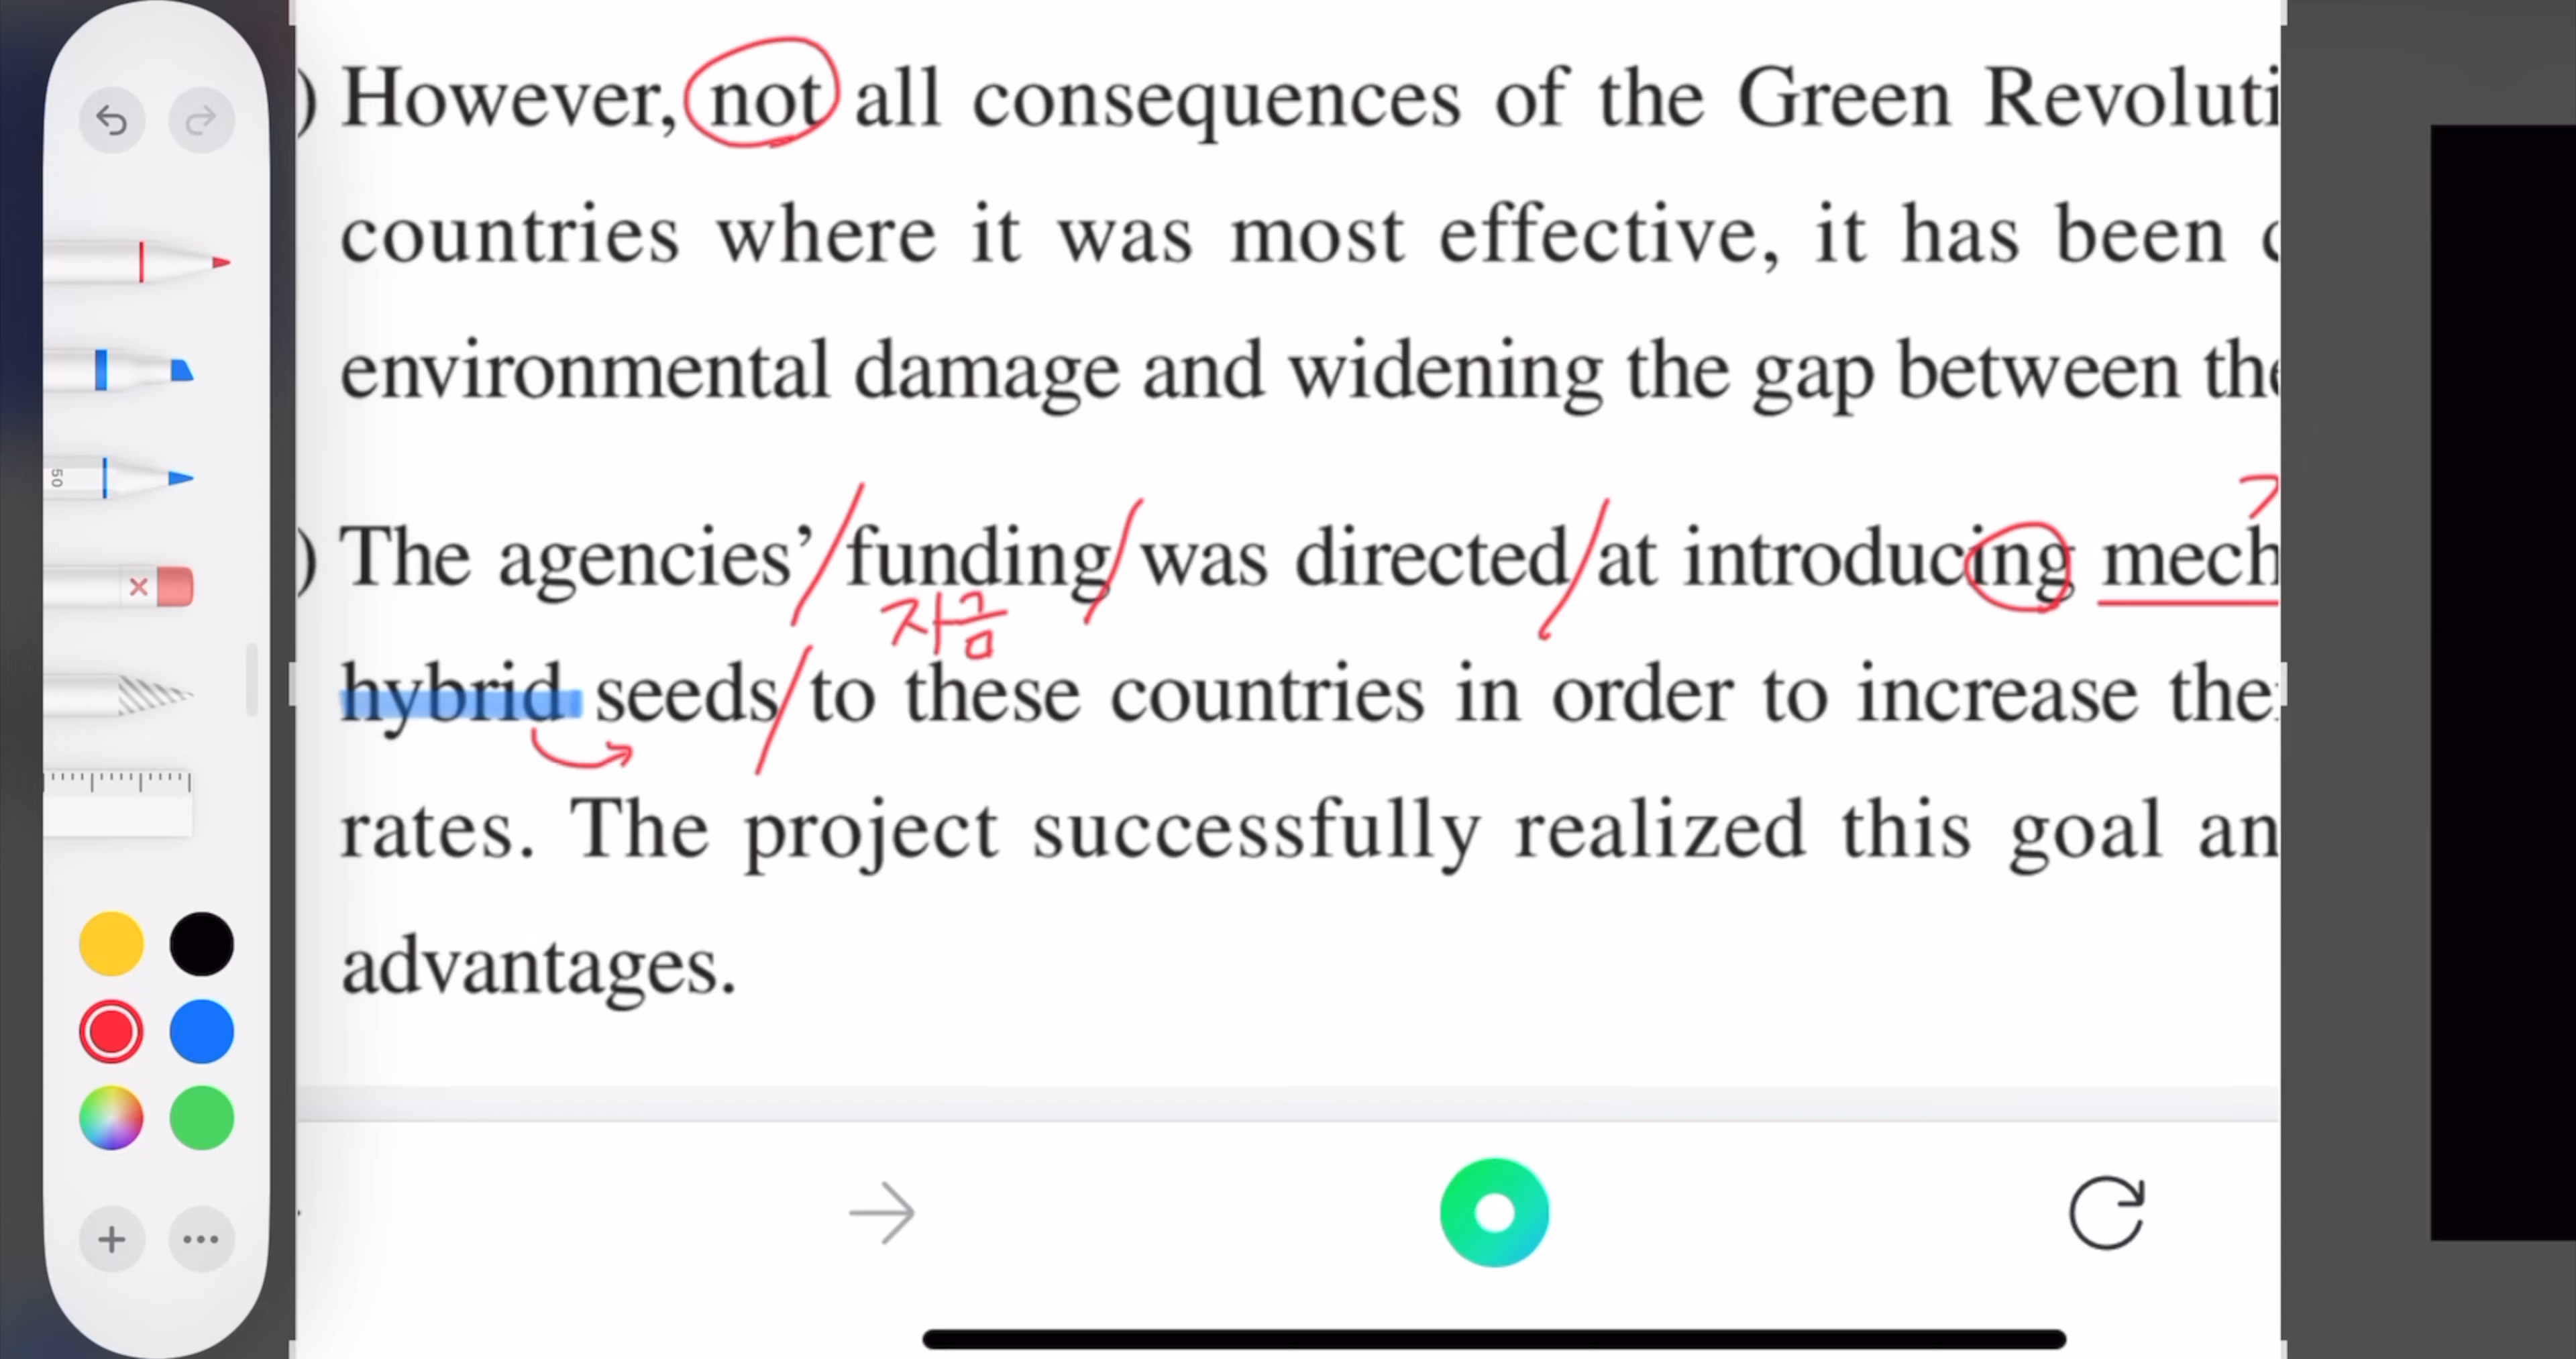 ) However, not all consequences of the Green Revoluti
countries where it was most effective, it has been
environmental damage and widening the gap between the
) The agencies’ / funding / was directed / at introducing mech
자금
hybrid seeds / to these countries in order to increase the
rates. The project successfully realized this goal an
advantages.
50